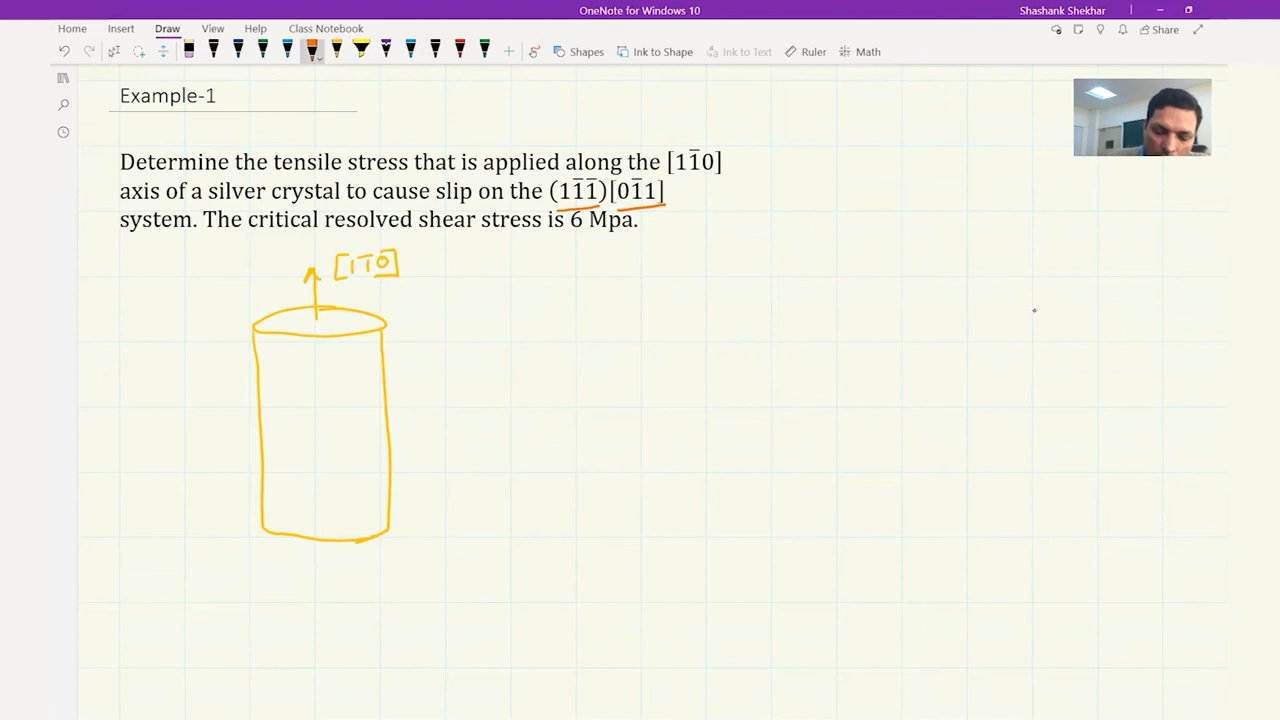 OneNote for Windows 10
Shashank Shekhar
Home Insert Draw View Help Class Notebook
Share
Shapes Ink to Shape Ink to Text Ruler Math
Example-1
Determine the tensile stress that is applied along the [11̅0]
axis of a silver crystal to cause slip on the (11̅1̅)[01̅1]
system. The critical resolved shear stress is 6 Mpa.
[11̅0]